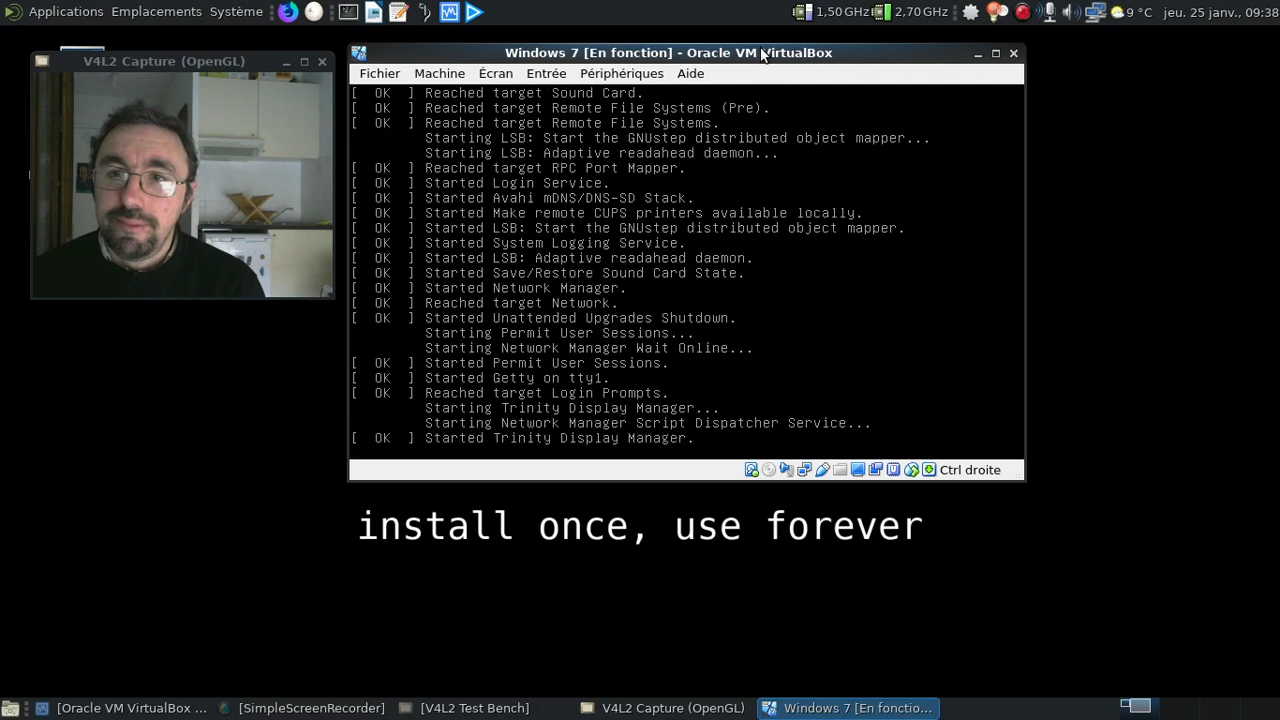 Applications Emplacements Système 1,50 GHz 2,70 GHz 9 °C jeu. 25 janv., 09:38
V4L2 Capture (OpenGL)
Windows 7 [En fonction] - Oracle VM VirtualBox
Fichier Machine Écran Entrée Périphériques Aide
[ OK ] Reached target Sound Card.
[ OK ] Reached target Remote File Systems (Pre).
[ OK ] Reached target Remote File Systems.
Starting LSB: Start the GNUstep distributed object mapper...
Starting LSB: Adaptive readahead daemon...
[ OK ] Reached target RPC Port Mapper.
[ OK ] Started Login Service.
[ OK ] Started Avahi mDNS/DNS-SD Stack.
[ OK ] Started Make remote CUPS printers available locally.
[ OK ] Started LSB: Start the GNUstep distributed object mapper.
[ OK ] Started System Logging Service.
[ OK ] Started LSB: Adaptive readahead daemon.
[ OK ] Started Save/Restore Sound Card State.
[ OK ] Started Network Manager.
[ OK ] Reached target Network.
[ OK ] Started Unattended Upgrades Shutdown.
Starting Permit User Sessions...
Starting Network Manager Wait Online...
[ OK ] Started Permit User Sessions.
[ OK ] Started Getty on tty1.
[ OK ] Reached target Login Prompts.
Starting Trinity Display Manager...
Starting Network Manager Script Dispatcher Service...
[ OK ] Started Trinity Display Manager.
Ctrl droite
install once, use forever
[Oracle VM VirtualBox ... [SimpleScreenRecorder] [V4L2 Test Bench] V4L2 Capture (OpenGL) Windows 7 [En fonctio...